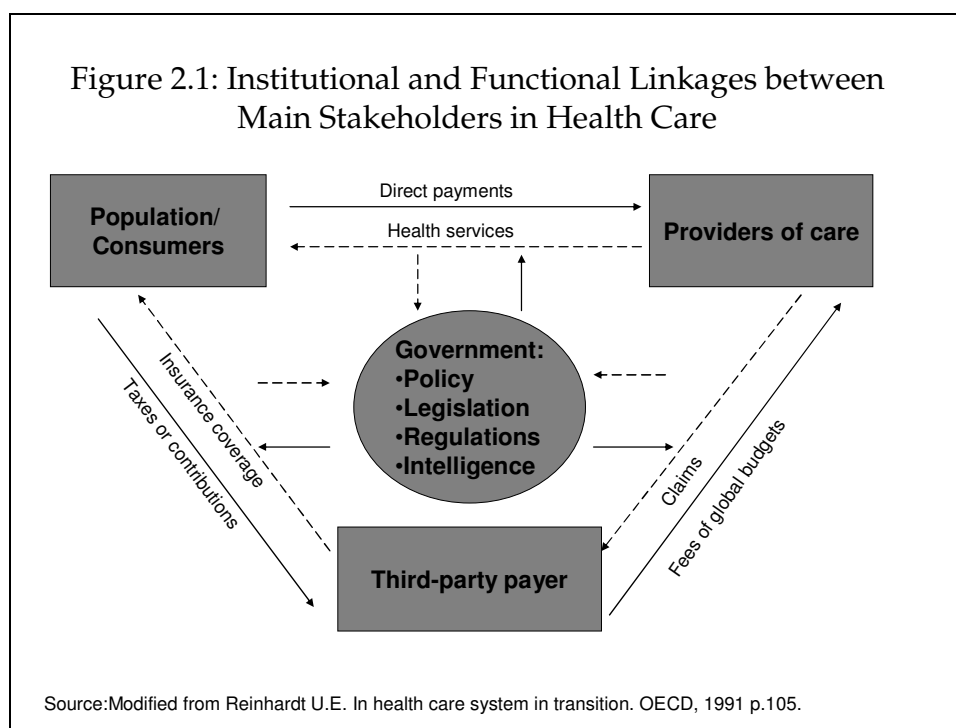 Figure 2.1: Institutional and Functional Linkages between
Main Stakeholders in Health Care
Direct payments
Population/
Consumers
Health services
Providers of care
Government:
•Policy
•Legislation
•Regulations
•Intelligence
Insurance coverage
Taxes or contributions
Claims
Fees of global budgets
Third-party payer
Source:Modified from Reinhardt U.E. In health care system in transition. OECD, 1991 p.105.